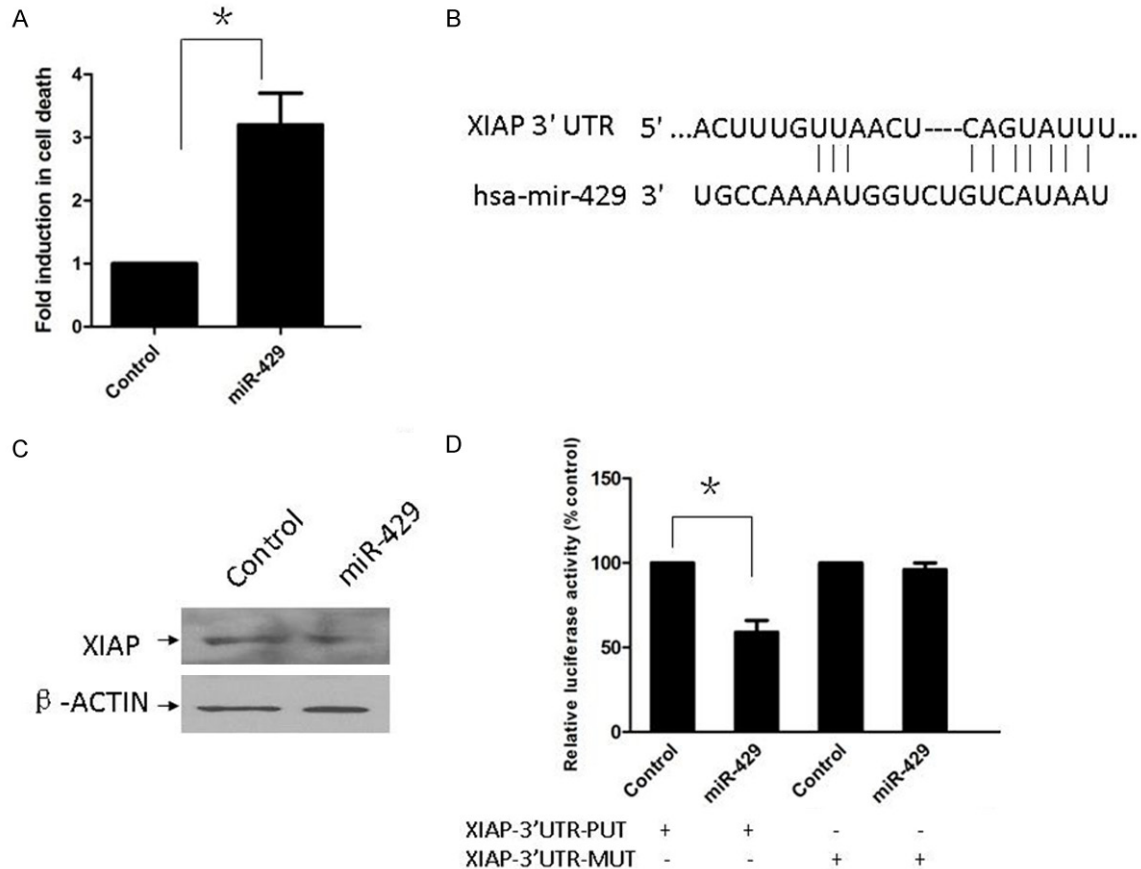 A
*
Fold induction in cell death
4
3
2
1
0
Control
miR-429
B
XIAP 3' UTR 5' ...ACUUUGUUAACU----CAGUAUUU...
hsa-mir-429 3' UGCCAAAAUGGUCUGUCAUAAU
C
Control
miR-429
XIAP
β-ACTIN
D
*
Relative luciferase activity (% control)
150
100
50
0
Control
miR-429
Control
miR-429
XIAP-3'UTR-PUT + + - -
XIAP-3'UTR-MUT - - + +